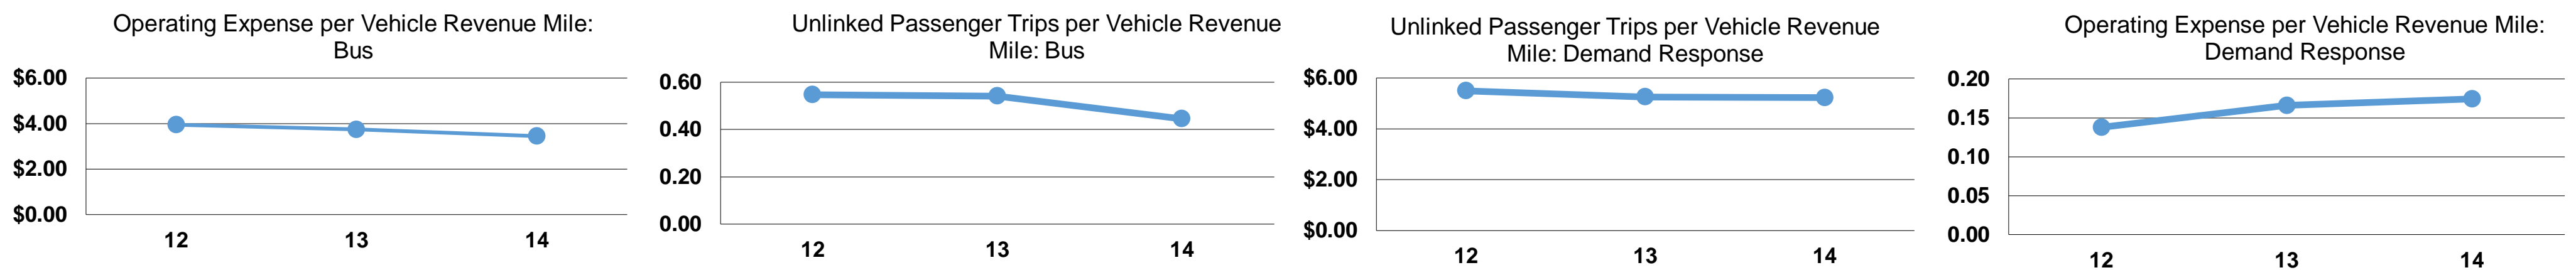 Operating Expense per Vehicle Revenue Mile:
Bus
$6.00
$4.00
$2.00
$0.00
12 13 14
Unlinked Passenger Trips per Vehicle Revenue
Mile: Bus
0.60
0.40
0.20
0.00
12 13 14
Unlinked Passenger Trips per Vehicle Revenue
Mile: Demand Response
$6.00
$4.00
$2.00
$0.00
12 13 14
Operating Expense per Vehicle Revenue Mile:
Demand Response
0.20
0.15
0.10
0.05
0.00
12 13 14